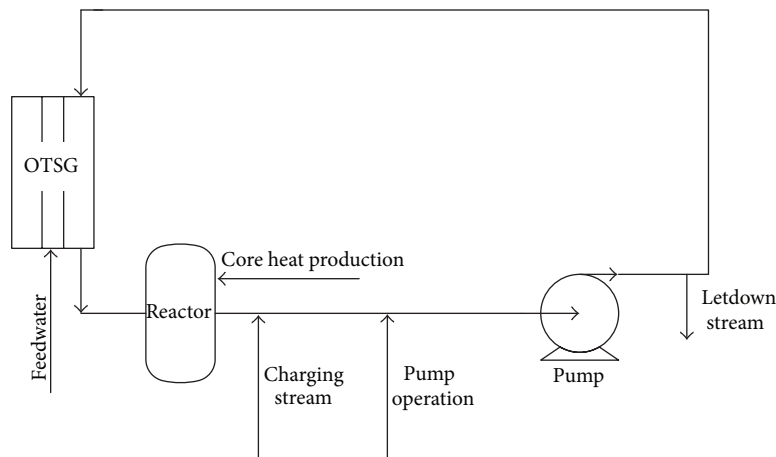 OTSG
Core heat production
Reactor
Letdown
stream
Feedwater
Charging
stream
Pump
operation
Pump